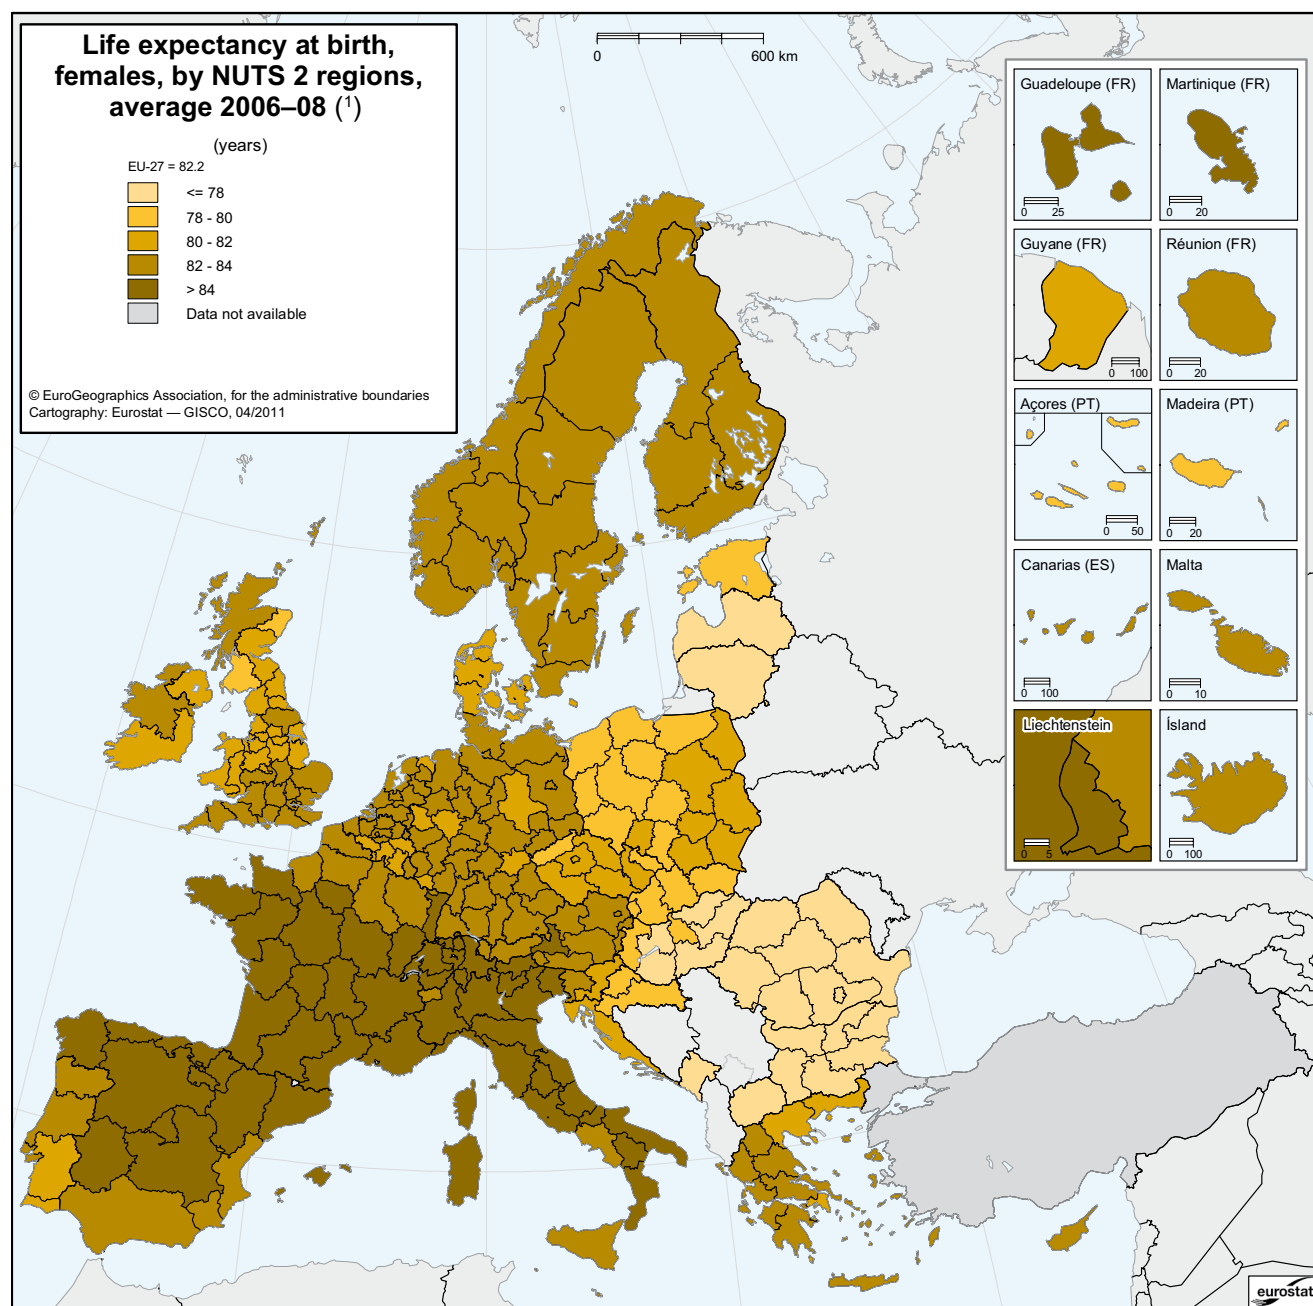 Life expectancy at birth,
females, by NUTS 2 regions,
average 2006–08 (¹)
(years)
EU-27 = 82.2
<= 78
78 - 80
80 - 82
82 - 84
> 84
Data not available
© EuroGeographics Association, for the administrative boundaries
Cartography: Eurostat — GISCO, 04/2011
0 600 km
Guadeloupe (FR)
0 25
Martinique (FR)
0 20
Guyane (FR)
0 100
Réunion (FR)
0 20
Açores (PT)
0 50
Madeira (PT)
0 20
Canarias (ES)
0 100
Malta
0 10
Liechtenstein
0 5
Ísland
0 100
eurostat